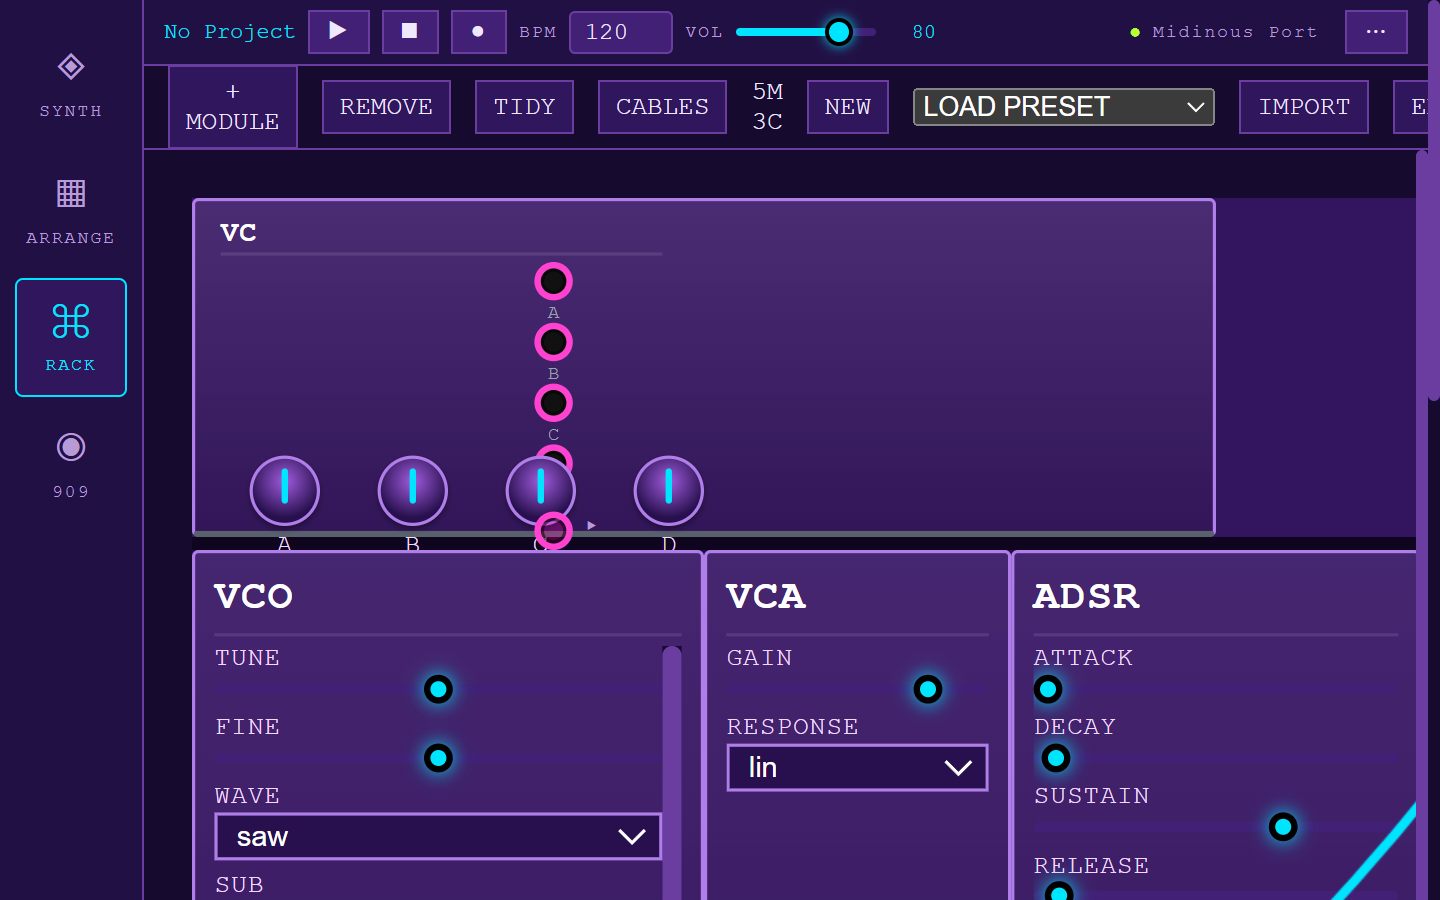 No Project
BPM 120 VOL 80
Midinous Port
...
SYNTH
ARRANGE
RACK
909
+ MODULE
REMOVE
TIDY
CABLES
5M
3C
NEW
LOAD PRESET
IMPORT
VC
A
B
C
A B D
VCO
TUNE
FINE
WAVE
saw
SUB
VCA
GAIN
RESPONSE
lin
ADSR
ATTACK
DECAY
SUSTAIN
RELEASE